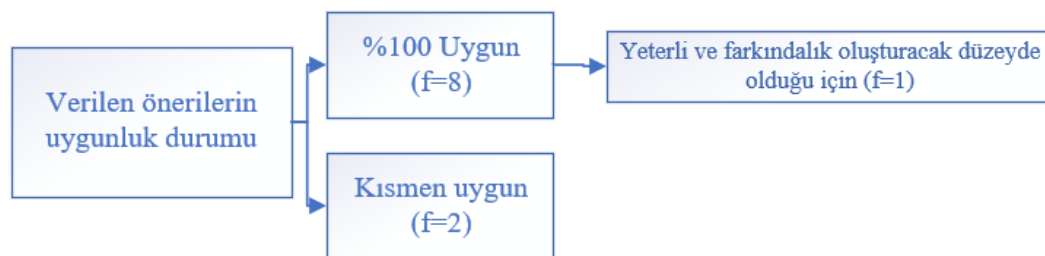 Verilen önerilerin
uygunluk durumu
%100 Uygun
(f=8)
Yeterli ve farkındalık oluşturacak düzeyde
olduğu için (f=1)
Kısmen uygun
(f=2)